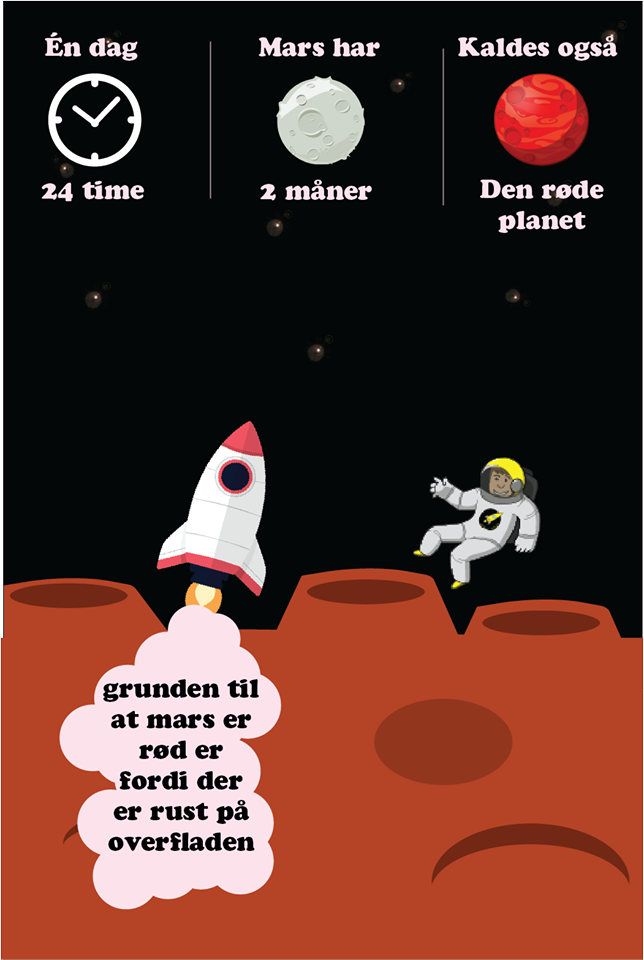 Én dag
24 time
Mars har
2 måner
Kaldes også
Den røde
planet
grunden til
at mars er
rød er
fordi der
er rust på
overfladen